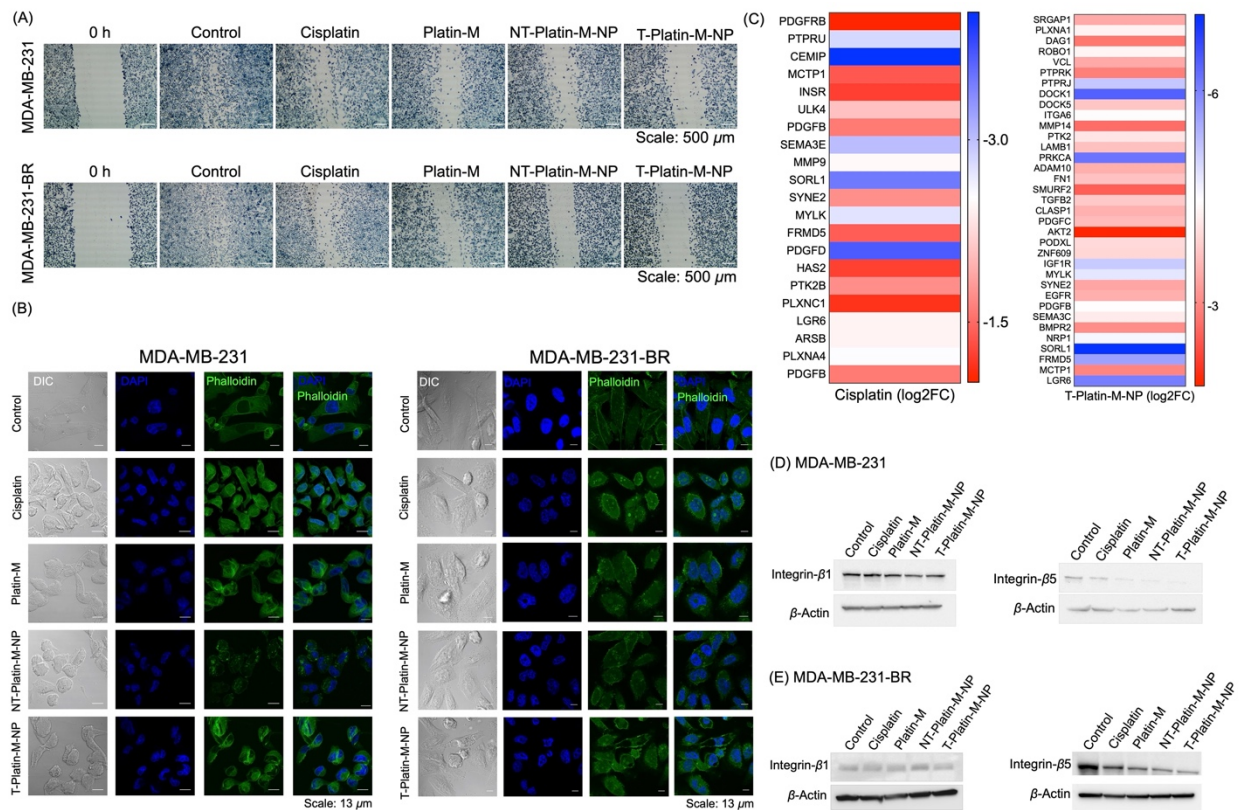 (A)
0 h Control Cisplatin Platin-M NT-Platin-M-NP T-Platin-M-NP
MDA-MB-231
Scale: 500 μm
0 h Control Cisplatin Platin-M NT-Platin-M-NP T-Platin-M-NP
MDA-MB-231-BR
Scale: 500 μm
(B)
MDA-MB-231
DIC DAPI Phalloidin DAPI
Phalloidin
Control
Cisplatin
Platin-M
NT-Platin-M-NP
T-Platin-M-NP
Scale: 13 μm
MDA-MB-231-BR
DIC DAPI Phalloidin DAPI
Phalloidin
Control
Cisplatin
Platin-M
NT-Platin-M-NP
T-Platin-M-NP
Scale: 13 μm
(C)
PDGFRB
PTPRU
CEMIP
MCTP1
INSR
ULK4
PDGFB
SEMA3E
MMP9
SORL1
SYNE2
MYLK
FRMD5
PDGFD
HAS2
PTK2B
PLXNC1
LGR6
ARSB
PLXNA4
PDGFB
-3.0
-1.5
Cisplatin (log2FC)
SRGAP1
PLXNA1
DAG1
ROBO1
VCL
PTPRK
PTPRJ
DOCK1
DOCK5
ITGA6
MMP14
PTK2
LAMB1
PRKCA
ADAM10
FN1
SMURF2
TGFB2
CLASP1
PDGFC
AKT2
PODXL
ZNF609
IGF1R
MYLK
SYNE2
EGFR
PDGFB
SEMA3C
BMPR2
NRP1
SORL1
FRMD5
MCTP1
LGR6
-6
-3
T-Platin-M-NP (log2FC)
(D) MDA-MB-231
Control Cisplatin Platin-M NT-Platin-M-NP T-Platin-M-NP
Integrin-β1
β-Actin
Control Cisplatin Platin-M NT-Platin-M-NP T-Platin-M-NP
Integrin-β5
β-Actin
(E) MDA-MB-231-BR
Control Cisplatin Platin-M NT-Platin-M-NP T-Platin-M-NP
Integrin-β1
β-Actin
Control Cisplatin Platin-M NT-Platin-M-NP T-Platin-M-NP
Integrin-β5
β-Actin